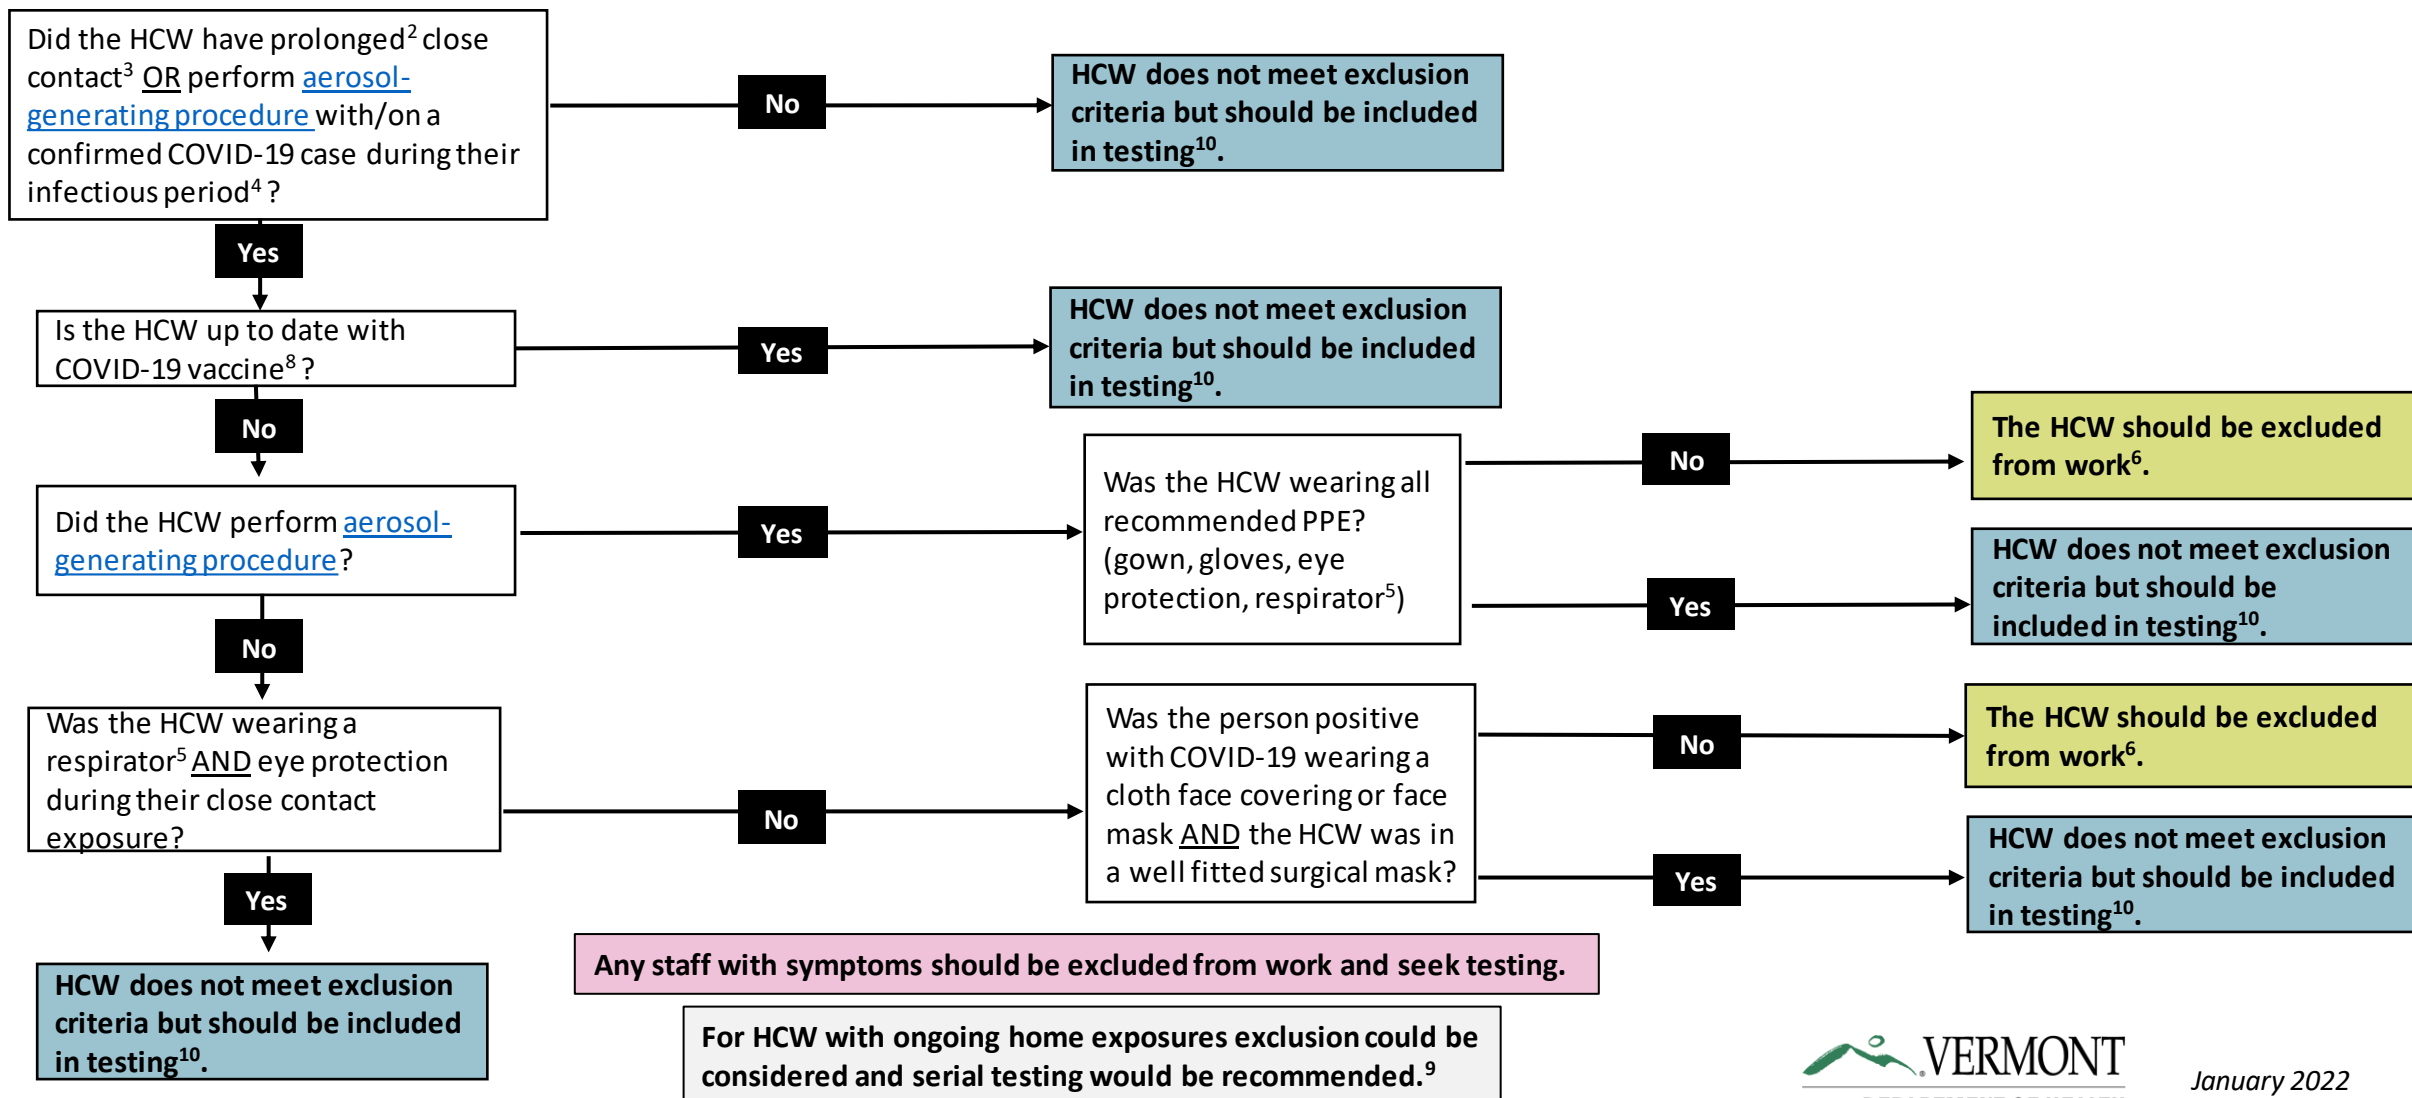 Did the HCW have prolonged² close
contact³ OR perform aerosol-
generating procedure with/on a
confirmed COVID-19 case during their
infectious period⁴ ?
No
HCW does not meet exclusion
criteria but should be included
in testing¹⁰.
Yes
Is the HCW up to date with
COVID-19 vaccine⁸ ?
Yes
HCW does not meet exclusion
criteria but should be included
in testing¹⁰.
No
Did the HCW perform aerosol-
generating procedure?
Yes
Was the HCW wearing all
recommended PPE?
(gown, gloves, eye
protection, respirator⁵)
No
The HCW should be excluded
from work⁶.
Yes
HCW does not meet exclusion
criteria but should be
included in testing¹⁰.
No
Was the HCW wearing a
respirator⁵ AND eye protection
during their close contact
exposure?
No
Was the person positive
with COVID-19 wearing a
cloth face covering or face
mask AND the HCW was in
a well fitted surgical mask?
No
The HCW should be excluded
from work⁶.
Yes
HCW does not meet exclusion
criteria but should be included
in testing¹⁰.
Yes
HCW does not meet exclusion
criteria but should be included
in testing¹⁰.
Any staff with symptoms should be excluded from work and seek testing.
For HCW with ongoing home exposures exclusion could be
considered and serial testing would be recommended.⁹
VERMONT
January 2022